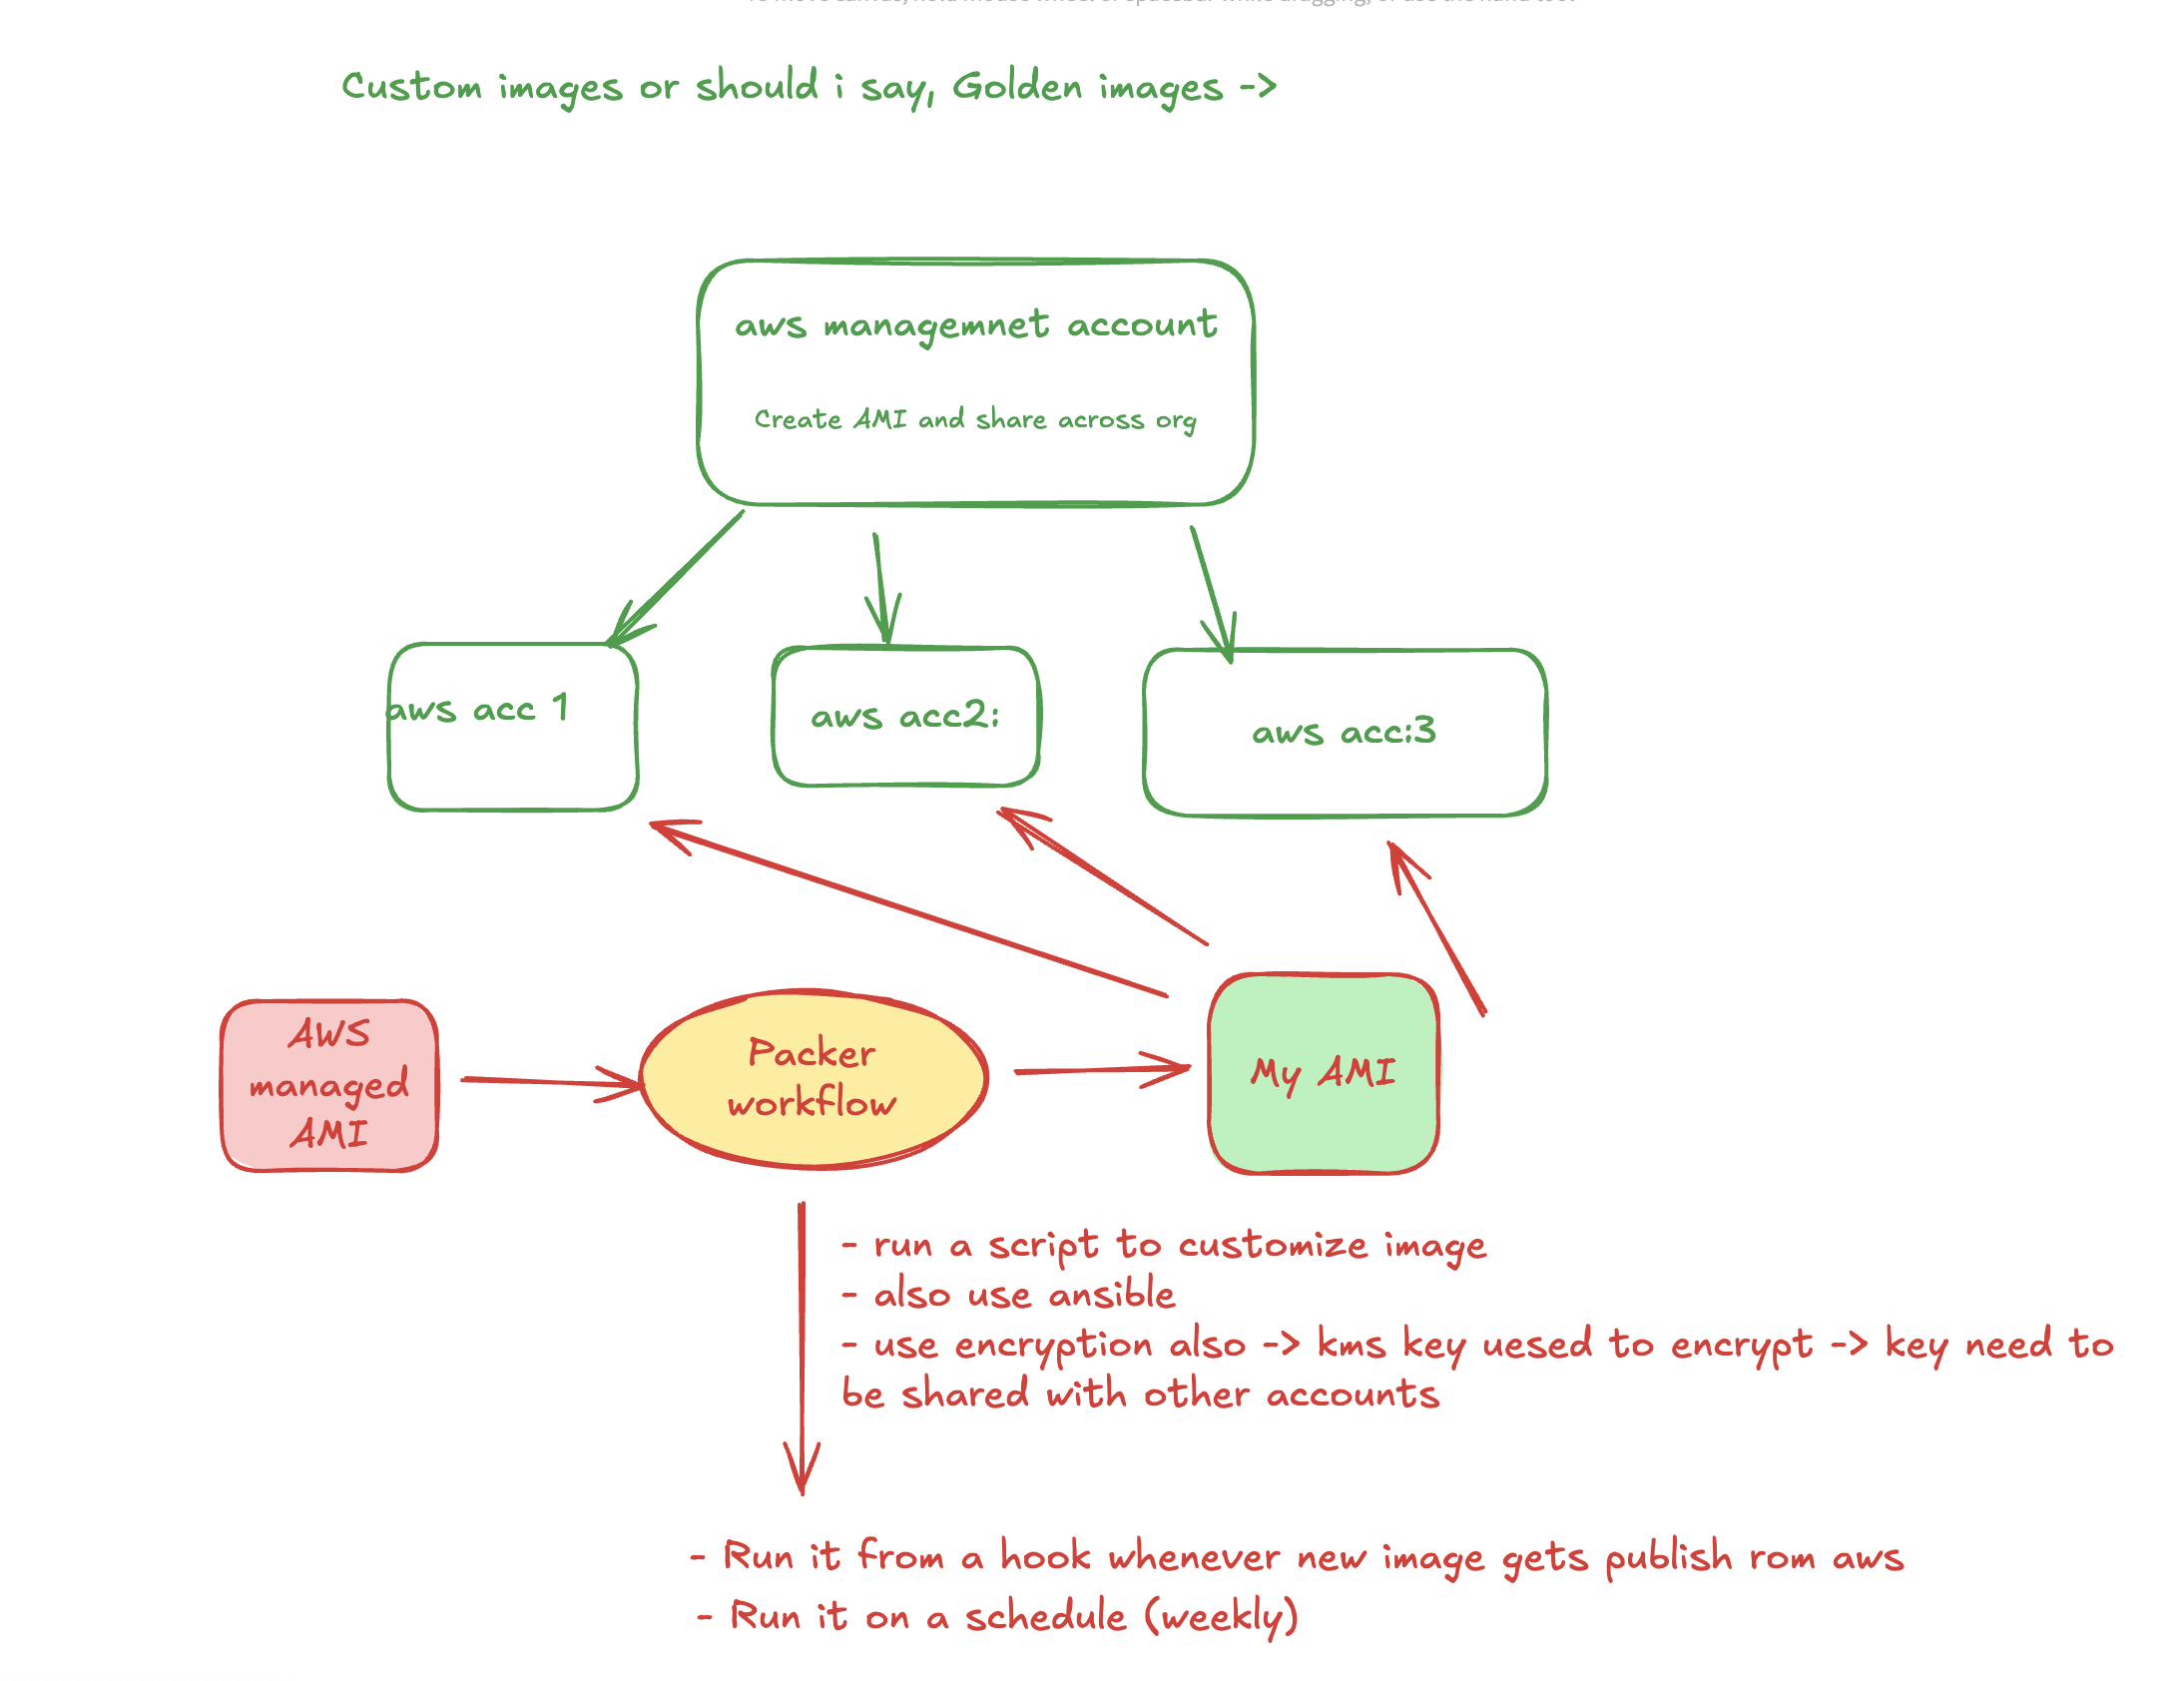 Custom images or should i say, Golden images ->
aws managemnet account
Create AMI and share across org
aws acc 1
aws acc2:
aws acc:3
AWS
managed
AMI
Packer
workflow
My AMI
- run a script to customize image
- also use ansible
- use encryption also -> kms key uesed to encrypt -> key need to
be shared with other accounts
- Run it from a hook whenever new image gets publish rom aws
- Run it on a schedule (weekly)